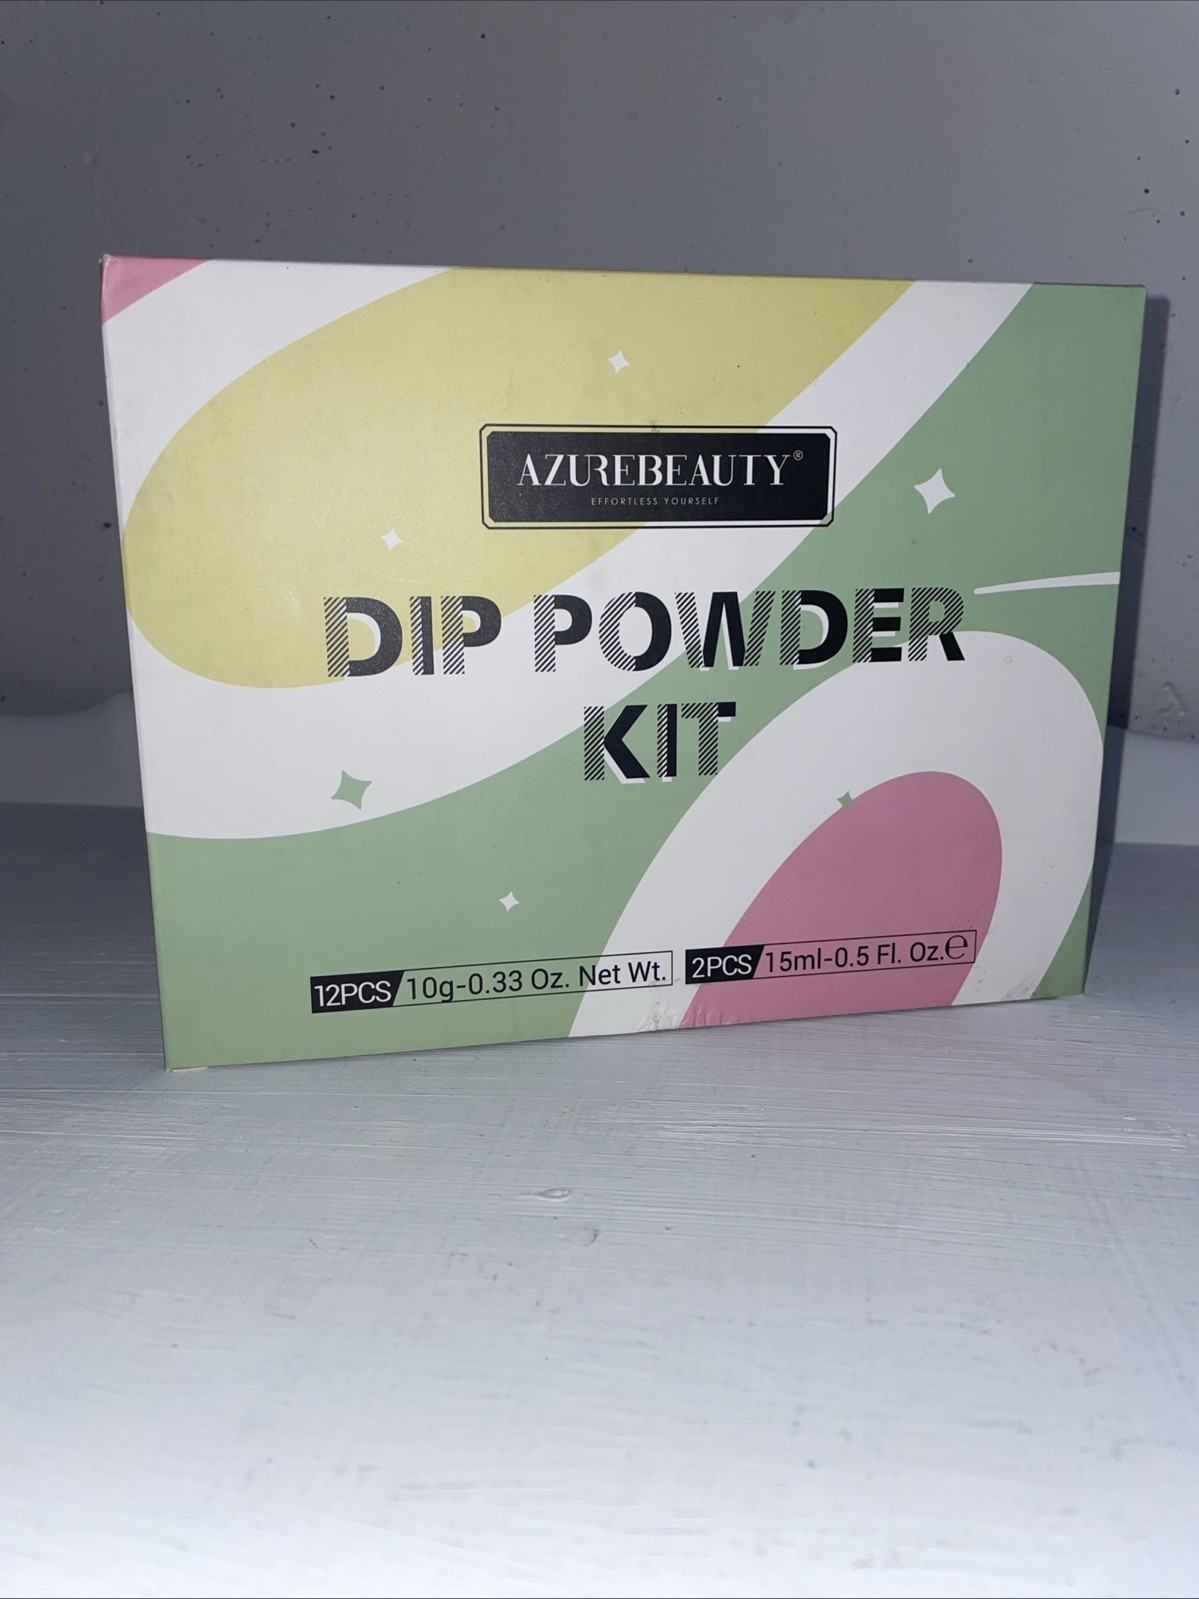 AZUREBEAUTY®
EFFORTLESS YOURSELF
DIP POWDER
KIT
12PCS 10g-0.33 Oz. Net Wt. 2PCS 15ml-0.5 Fl. Oz.℮